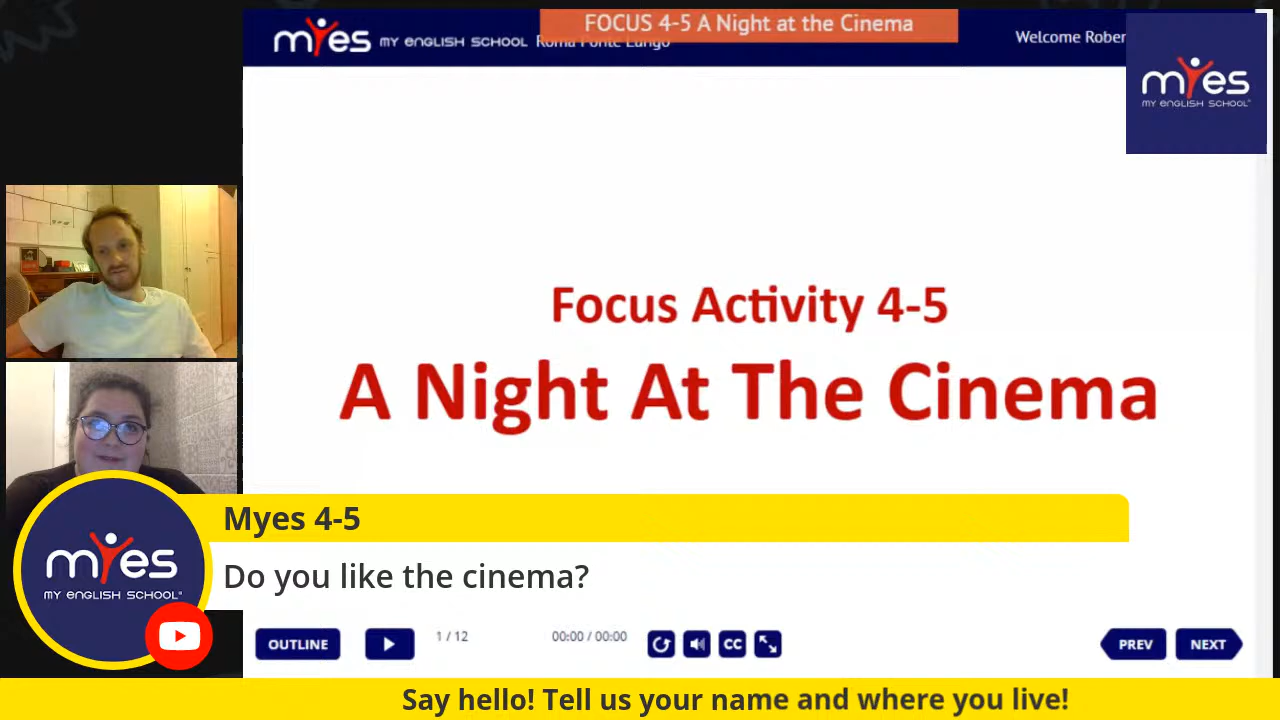 myes MY ENGLISH SCHOOL Roma Ponte Lungo
FOCUS 4-5 A Night at the Cinema
Welcome Rober
myes
MY ENGLISH SCHOOL
Focus Activity 4-5
A Night At The Cinema
Myes 4-5
Do you like the cinema?
myes
MY ENGLISH SCHOOL
OUTLINE
1 / 12
00:00 / 00:00
CC
PREV
NEXT
Say hello! Tell us your name and where you live!